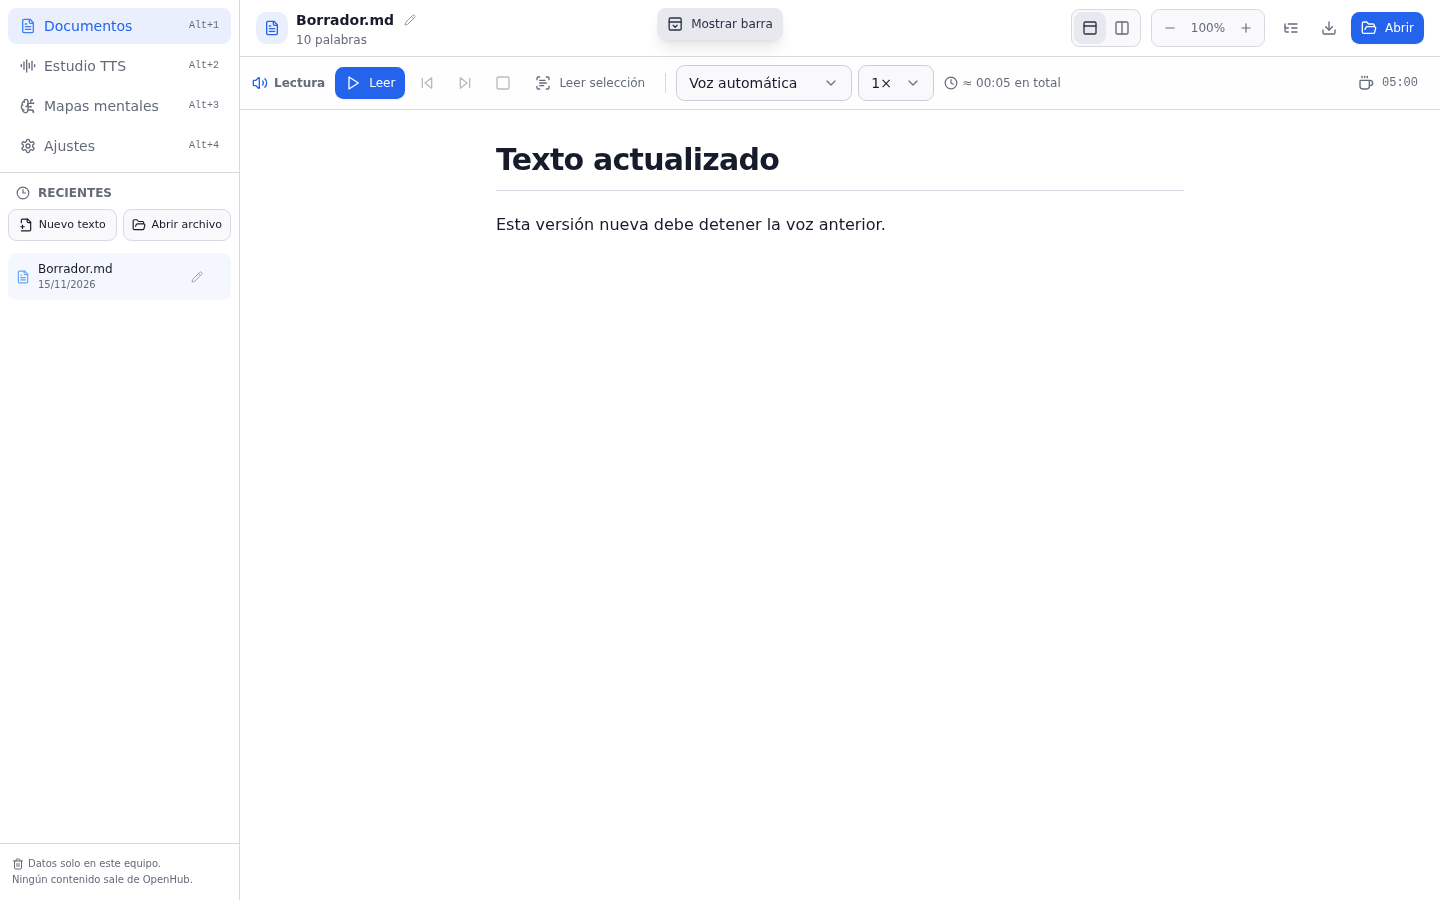 Documentos Alt+1
Estudio TTS Alt+2
Mapas mentales Alt+3
Ajustes Alt+4
RECIENTES
Nuevo texto Abrir archivo
Borrador.md
15/11/2026
Datos solo en este equipo.
Ningún contenido sale de OpenHub.
Borrador.md
10 palabras
Mostrar barra
100%
Abrir
Lectura Leer Leer selección Voz automática 1× ≈ 00:05 en total 05:00
Texto actualizado
Esta versión nueva debe detener la voz anterior.